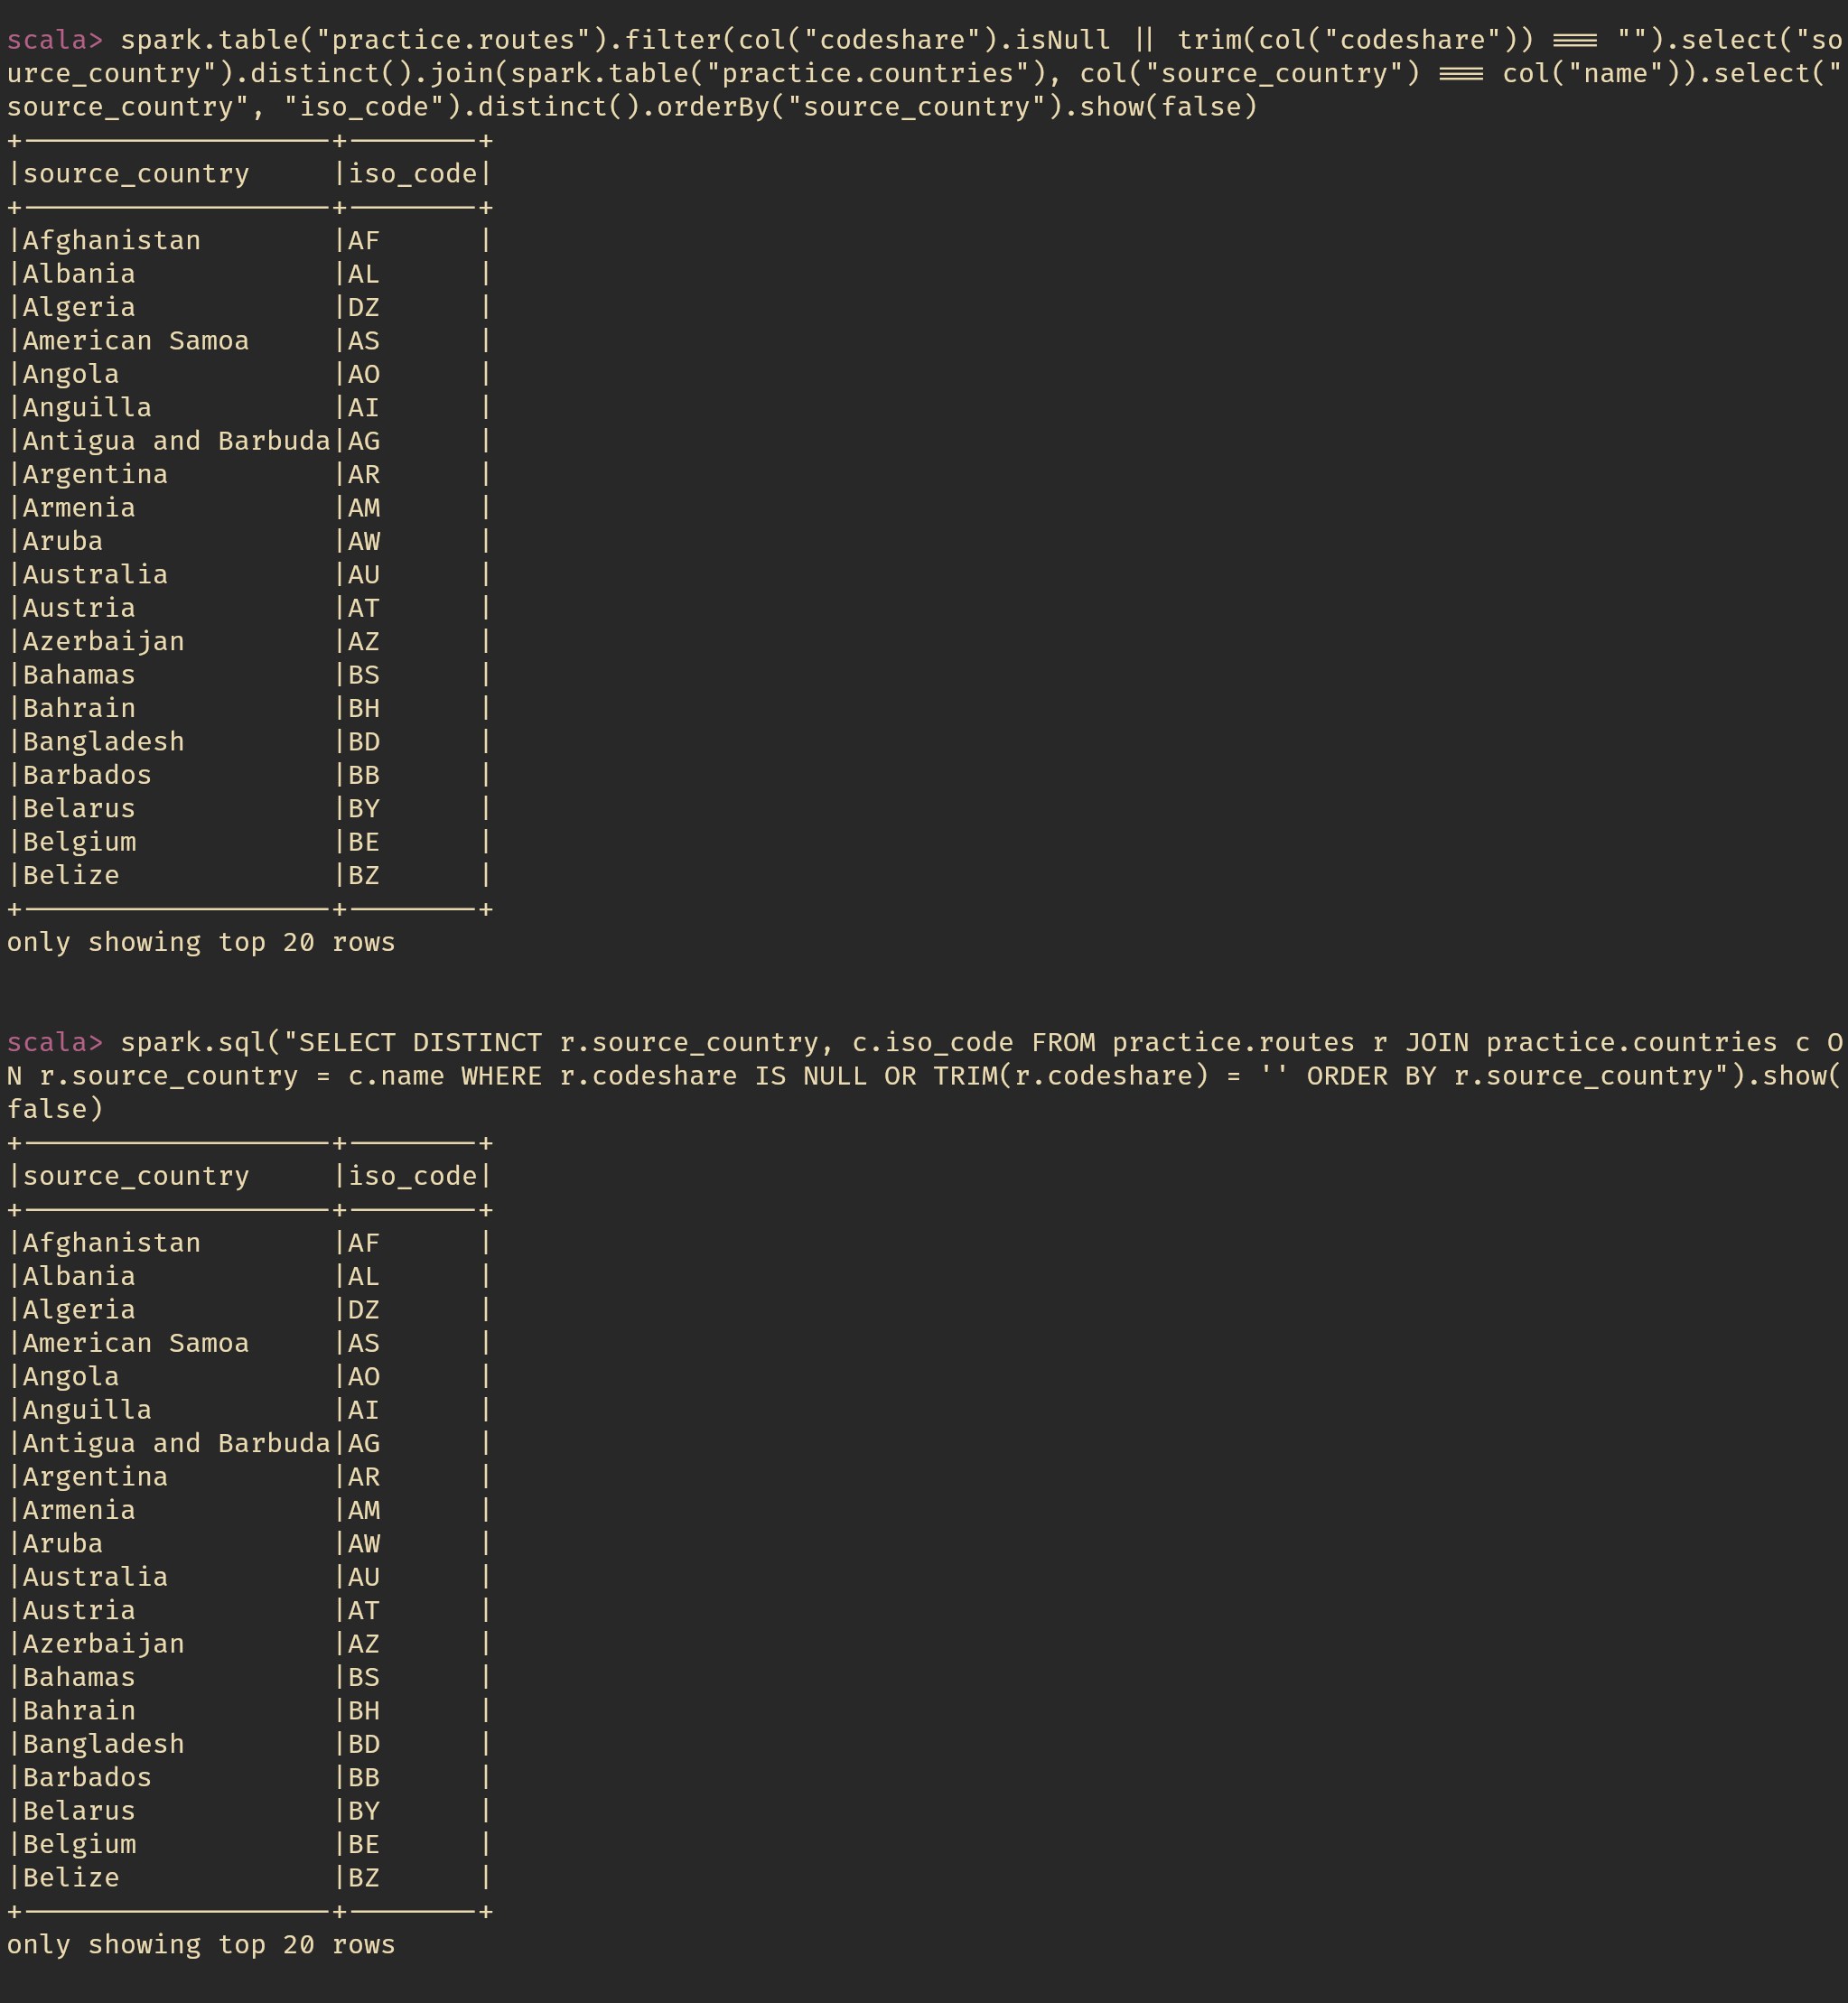 scala> spark.table("practice.routes").filter(col("codeshare").isNull || trim(col("codeshare")) === "").select("so
urce_country").distinct().join(spark.table("practice.countries"), col("source_country") === col("name")).select("
source_country", "iso_code").distinct().orderBy("source_country").show(false)
+-------------------+--------+
|source_country     |iso_code|
+-------------------+--------+
|Afghanistan        |AF      |
|Albania            |AL      |
|Algeria            |DZ      |
|American Samoa     |AS      |
|Angola             |AO      |
|Anguilla           |AI      |
|Antigua and Barbuda|AG      |
|Argentina          |AR      |
|Armenia            |AM      |
|Aruba              |AW      |
|Australia          |AU      |
|Austria            |AT      |
|Azerbaijan         |AZ      |
|Bahamas            |BS      |
|Bahrain            |BH      |
|Bangladesh         |BD      |
|Barbados           |BB      |
|Belarus            |BY      |
|Belgium            |BE      |
|Belize             |BZ      |
+-------------------+--------+
only showing top 20 rows
scala> spark.sql("SELECT DISTINCT r.source_country, c.iso_code FROM practice.routes r JOIN practice.countries c O
N r.source_country = c.name WHERE r.codeshare IS NULL OR TRIM(r.codeshare) = '' ORDER BY r.source_country").show(
false)
+-------------------+--------+
|source_country     |iso_code|
+-------------------+--------+
|Afghanistan        |AF      |
|Albania            |AL      |
|Algeria            |DZ      |
|American Samoa     |AS      |
|Angola             |AO      |
|Anguilla           |AI      |
|Antigua and Barbuda|AG      |
|Argentina          |AR      |
|Armenia            |AM      |
|Aruba              |AW      |
|Australia          |AU      |
|Austria            |AT      |
|Azerbaijan         |AZ      |
|Bahamas            |BS      |
|Bahrain            |BH      |
|Bangladesh         |BD      |
|Barbados           |BB      |
|Belarus            |BY      |
|Belgium            |BE      |
|Belize             |BZ      |
+-------------------+--------+
only showing top 20 rows